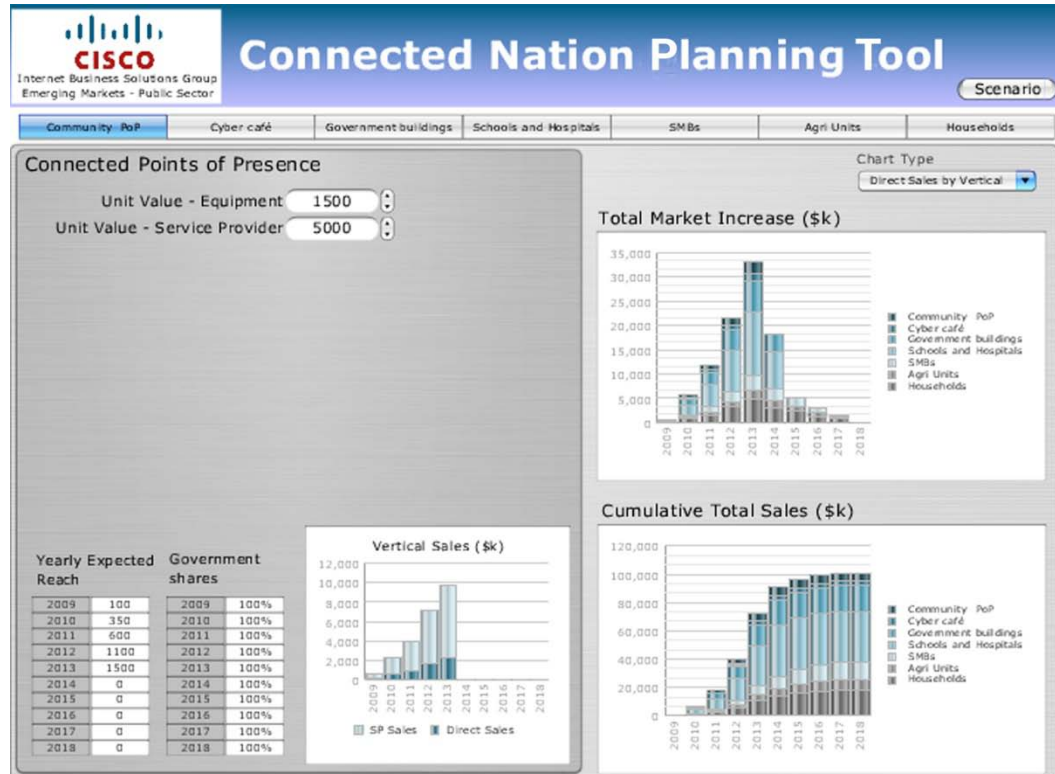 CISCO
Internet Business Solutions Group
Emerging Markets - Public Sector
Connected Nation Planning Tool
Scenario
Community PoP
Cyber café
Government buildings
Schools and Hospitals
SMBs
Agri Units
Households
Connected Points of Presence
Unit Value - Equipment 1500
Unit Value - Service Provider 5000
Yearly Expected Reach
2009 100
2010 350
2011 600
2012 1100
2013 1500
2014 0
2015 0
2016 0
2017 0
2018 0
Government shares
2009 100%
2010 100%
2011 100%
2012 100%
2013 100%
2014 100%
2015 100%
2016 100%
2017 100%
2018 100%
Vertical Sales ($k)
12,000
10,000
8,000
6,000
4,000
2,000
0
2009 2010 2011 2012 2013 2014 2015 2016 2017 2018
SP Sales Direct Sales
Chart Type
Direct Sales by Vertical
Total Market Increase ($k)
35,000
30,000
25,000
20,000
15,000
10,000
5,000
0
2009 2010 2011 2012 2013 2014 2015 2016 2017 2018
Community PoP
Cyber café
Government buildings
Schools and Hospitals
SMBs
Agri Units
Households
Cumulative Total Sales ($k)
120,000
100,000
80,000
60,000
40,000
20,000
0
2009 2010 2011 2012 2013 2014 2015 2016 2017 2018
Community PoP
Cyber café
Government buildings
Schools and Hospitals
SMBs
Agri Units
Households